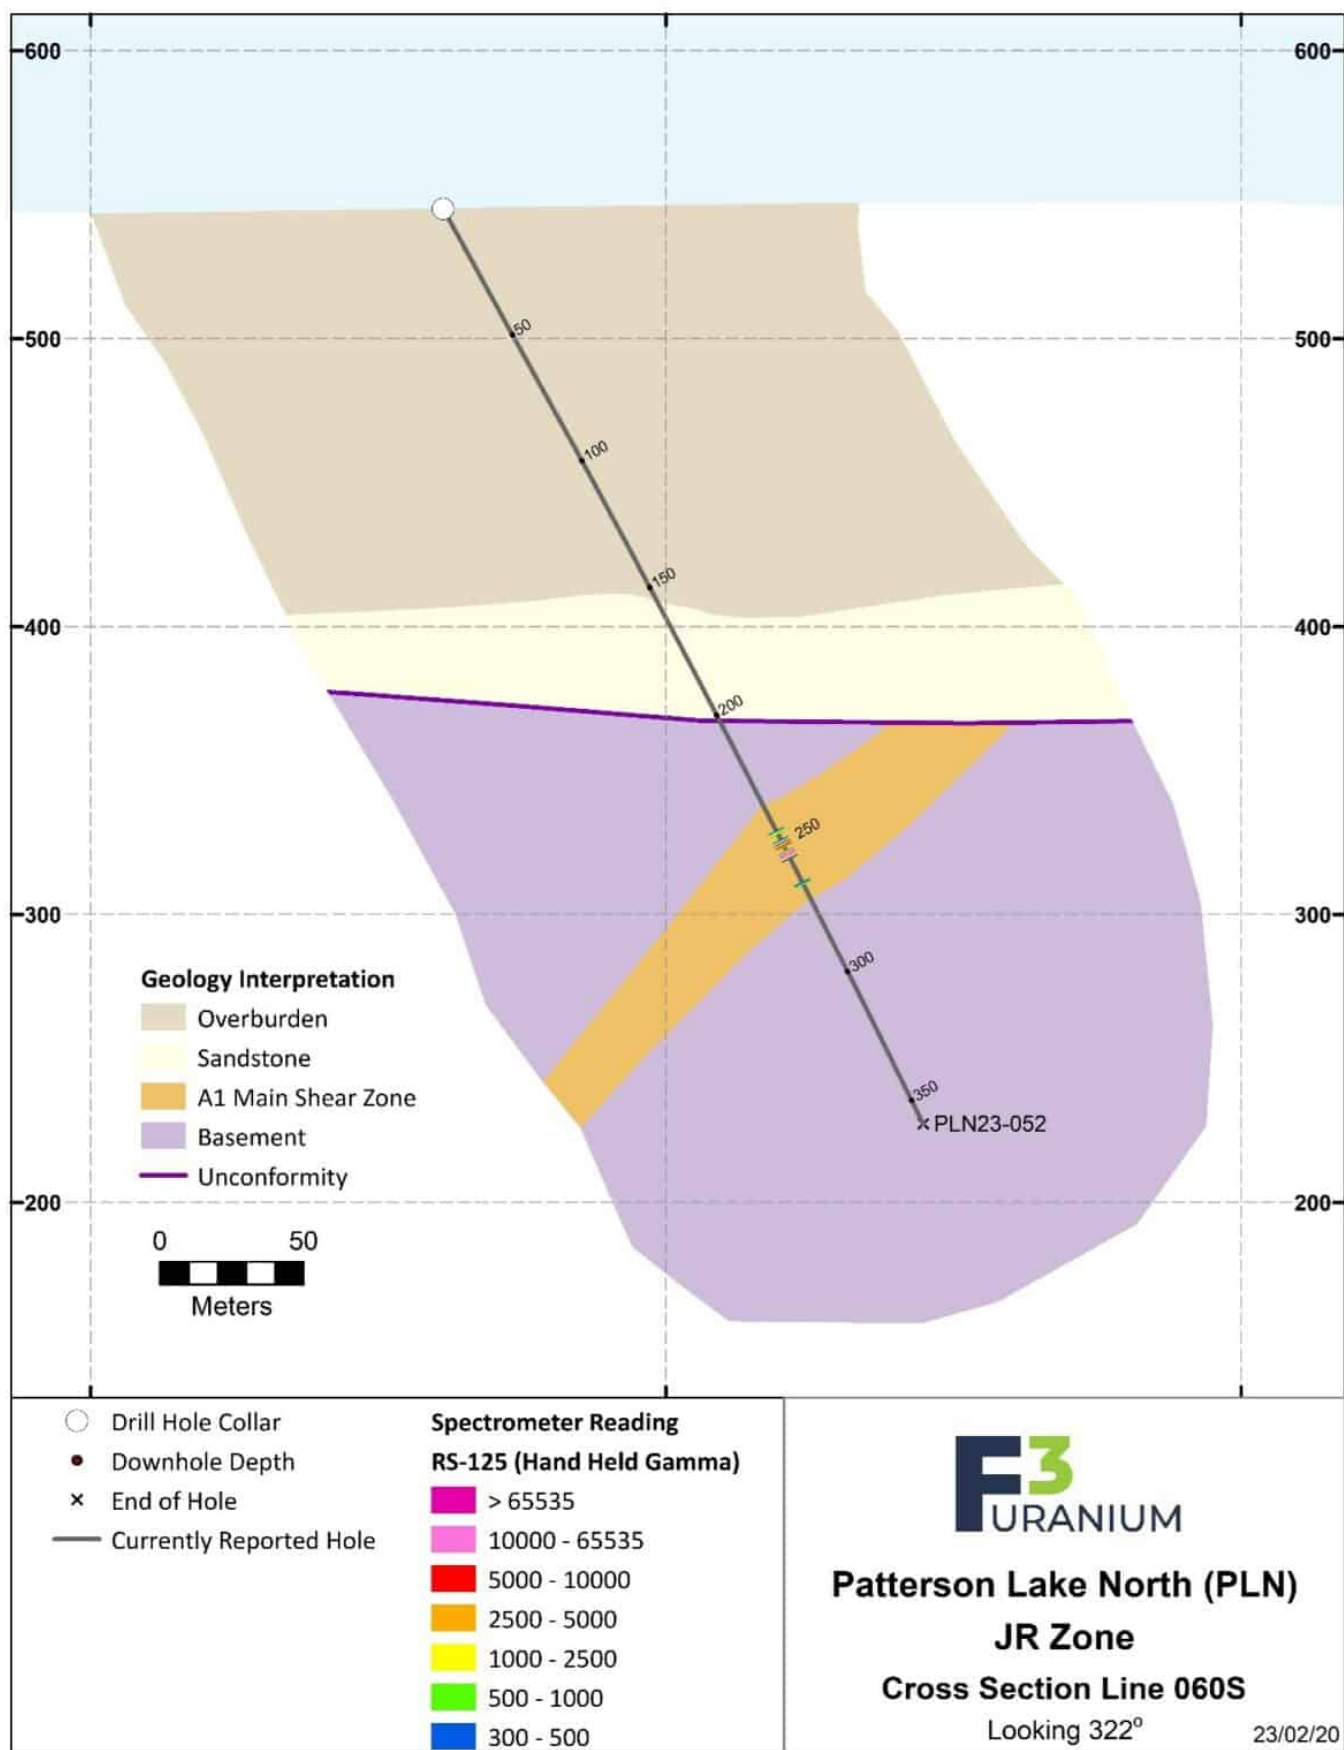 600
600
50
500
500
100
150
400
400
200
250
300
300
Geology Interpretation
Overburden
Sandstone
A1 Main Shear Zone
Basement
Unconformity
300
350
PLN23-052
200
200
0 50
Meters
Drill Hole Collar
Downhole Depth
End of Hole
Currently Reported Hole
Spectrometer Reading
RS-125 (Hand Held Gamma)
> 65535
10000 - 65535
5000 - 10000
2500 - 5000
1000 - 2500
500 - 1000
300 - 500
F3
URANIUM
Patterson Lake North (PLN)
JR Zone
Cross Section Line 060S
Looking 322°
23/02/20